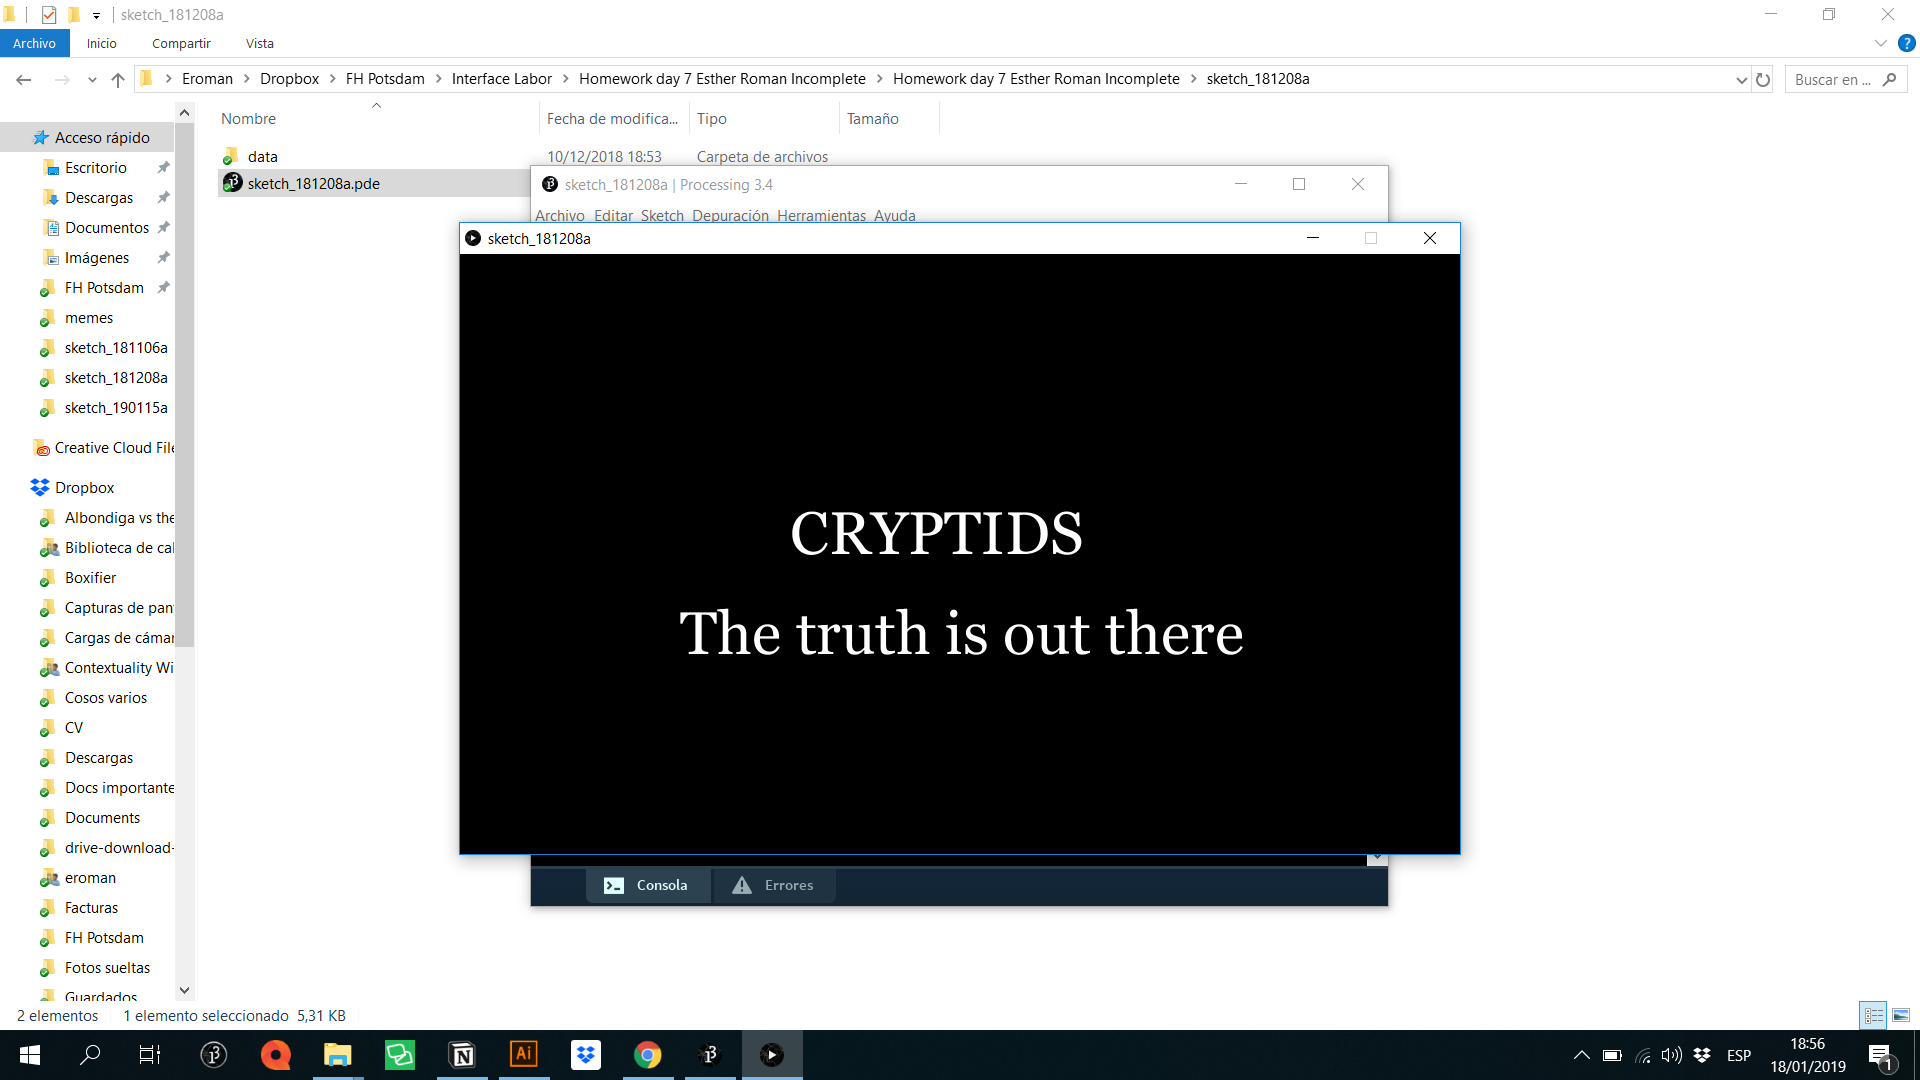 sketch_181208a
Archivo Inicio Compartir Vista
Eroman Dropbox FH Potsdam Interface Labor Homework day 7 Esther Roman Incomplete Homework day 7 Esther Roman Incomplete sketch_181208a
Buscar en ...
Nombre Fecha de modifica... Tipo Tamaño
data 10/12/2018 18:53 Carpeta de archivos
sketch_181208a.pde
sketch_181208a | Processing 3.4
Archivo Editar Sketch Depuración Herramientas Ayuda
sketch_181208a
CRYPTIDS
The truth is out there
Consola Errores
Acceso rápido
Escritorio
Descargas
Documentos
Imágenes
FH Potsdam
memes
sketch_181106a
sketch_181208a
sketch_190115a
Creative Cloud File
Dropbox
Albondiga vs the
Biblioteca de cal
Boxifier
Capturas de pan
Cargas de cámar
Contextuality Wi
Cosos varios
CV
Descargas
Docs importante
Documents
drive-download-
eroman
Facturas
FH Potsdam
Fotos sueltas
Guardados
2 elementos 1 elemento seleccionado 5,31 KB
ESP
18:56
18/01/2019
1